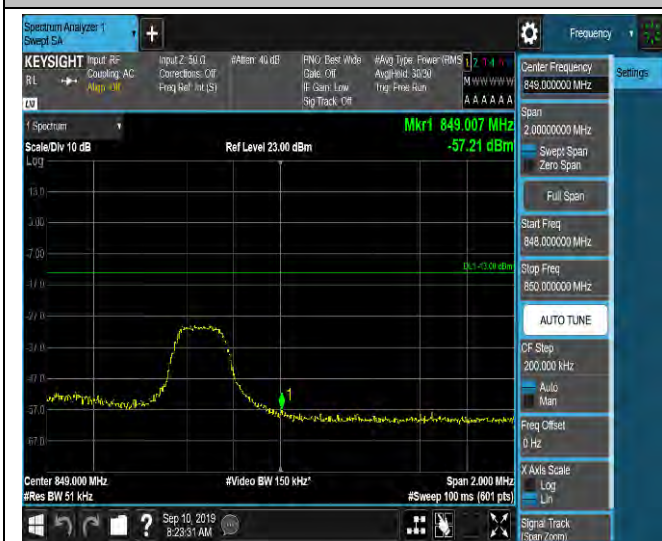 Spectrum Analyzer 1
Swept SA
+
Frequency
KEYSIGHT
Input: RF
Coupling: AC
Align: Off
RL
Input Z: 50 Ω
Corrections: Off
Freq Ref: Int (S)
#Atten: 40 dB
PNO: Best Wide
Gate: Off
IF Gain: Low
Sig Track: Off
#Avg Type: Power (RMS
Avg|Hold: 30/30
Trig: Free Run
M W W W W W
A A A A A A
Center Frequency
849.000000 MHz
Settings
Span
2.00000000 MHz
Swept Span
Zero Span
Full Span
Start Freq
848.000000 MHz
Stop Freq
850.000000 MHz
AUTO TUNE
CF Step
200.000 kHz
Auto
Man
Freq Offset
0 Hz
X Axis Scale
Log
Lin
Signal Track
(Span Zoom)
1 Spectrum
Scale/Div 10 dB
Ref Level 23.00 dBm
Mkr1 849.007 MHz
-57.21 dBm
Log
13.0
3.00
-7.00
DL1 -13.00 dBm
-17.0
-27.0
-37.0
-47.0
-57.0
-67.0
1
Center 849.000 MHz
#Res BW 51 kHz
#Video BW 150 kHz*
Span 2.000 MHz
#Sweep 100 ms (601 pts)
?
Sep 10, 2019
8:23:31 AM